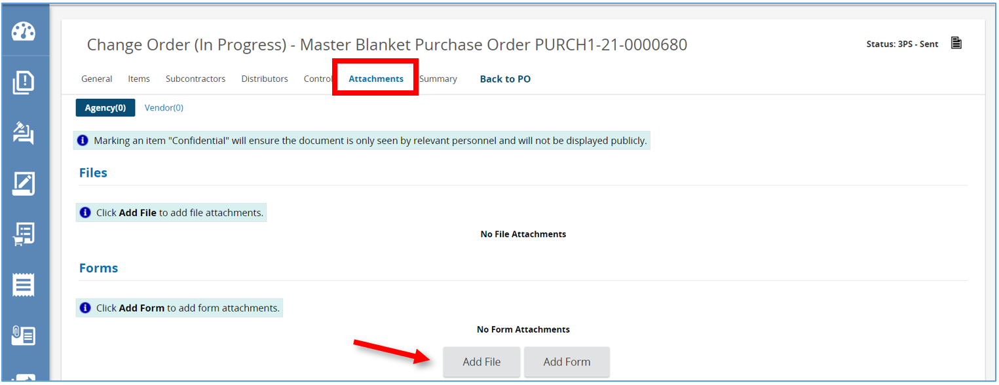 Change Order (In Progress) - Master Blanket Purchase Order PURCH1-21-0000680
Status: 3PS - Sent
General Items Subcontractors Distributors Control Attachments Summary Back to PO
Agency(0) Vendor(0)
Marking an item "Confidential" will ensure the document is only seen by relevant personnel and will not be displayed publicly.
Files
Click Add File to add file attachments.
No File Attachments
Forms
Click Add Form to add form attachments.
No Form Attachments
Add File Add Form